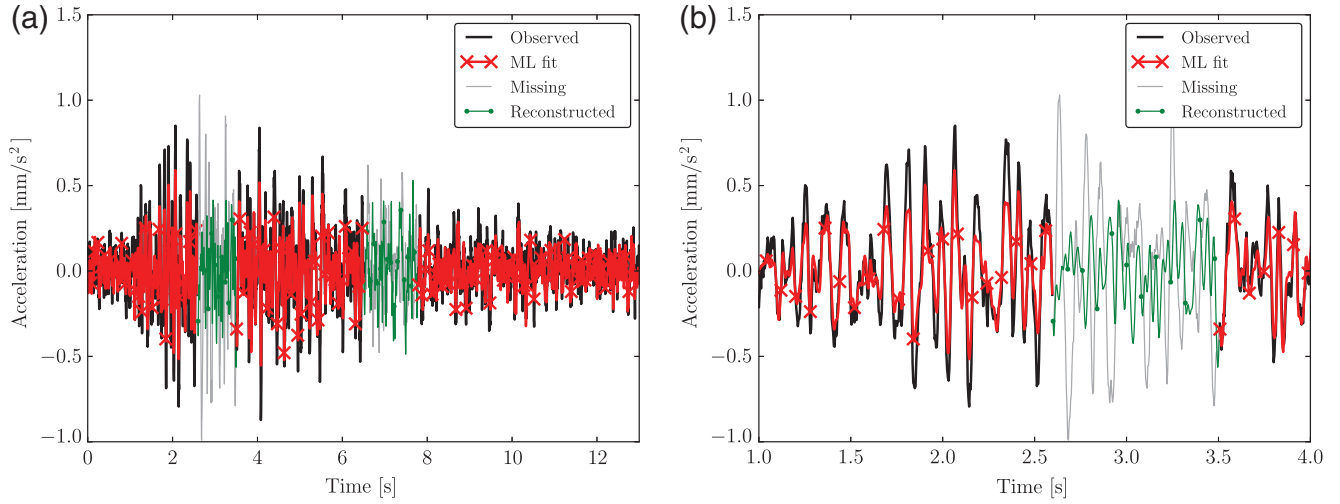 (a)
1.5
1.0
0.5
0.0
−0.5
−1.0
Acceleration [mm/s²]
0 2 4 6 8 10 12
Time [s]
Observed
ML fit
Missing
Reconstructed
(b)
1.5
1.0
0.5
0.0
−0.5
−1.0
Acceleration [mm/s²]
1.0 1.5 2.0 2.5 3.0 3.5 4.0
Time [s]
Observed
ML fit
Missing
Reconstructed